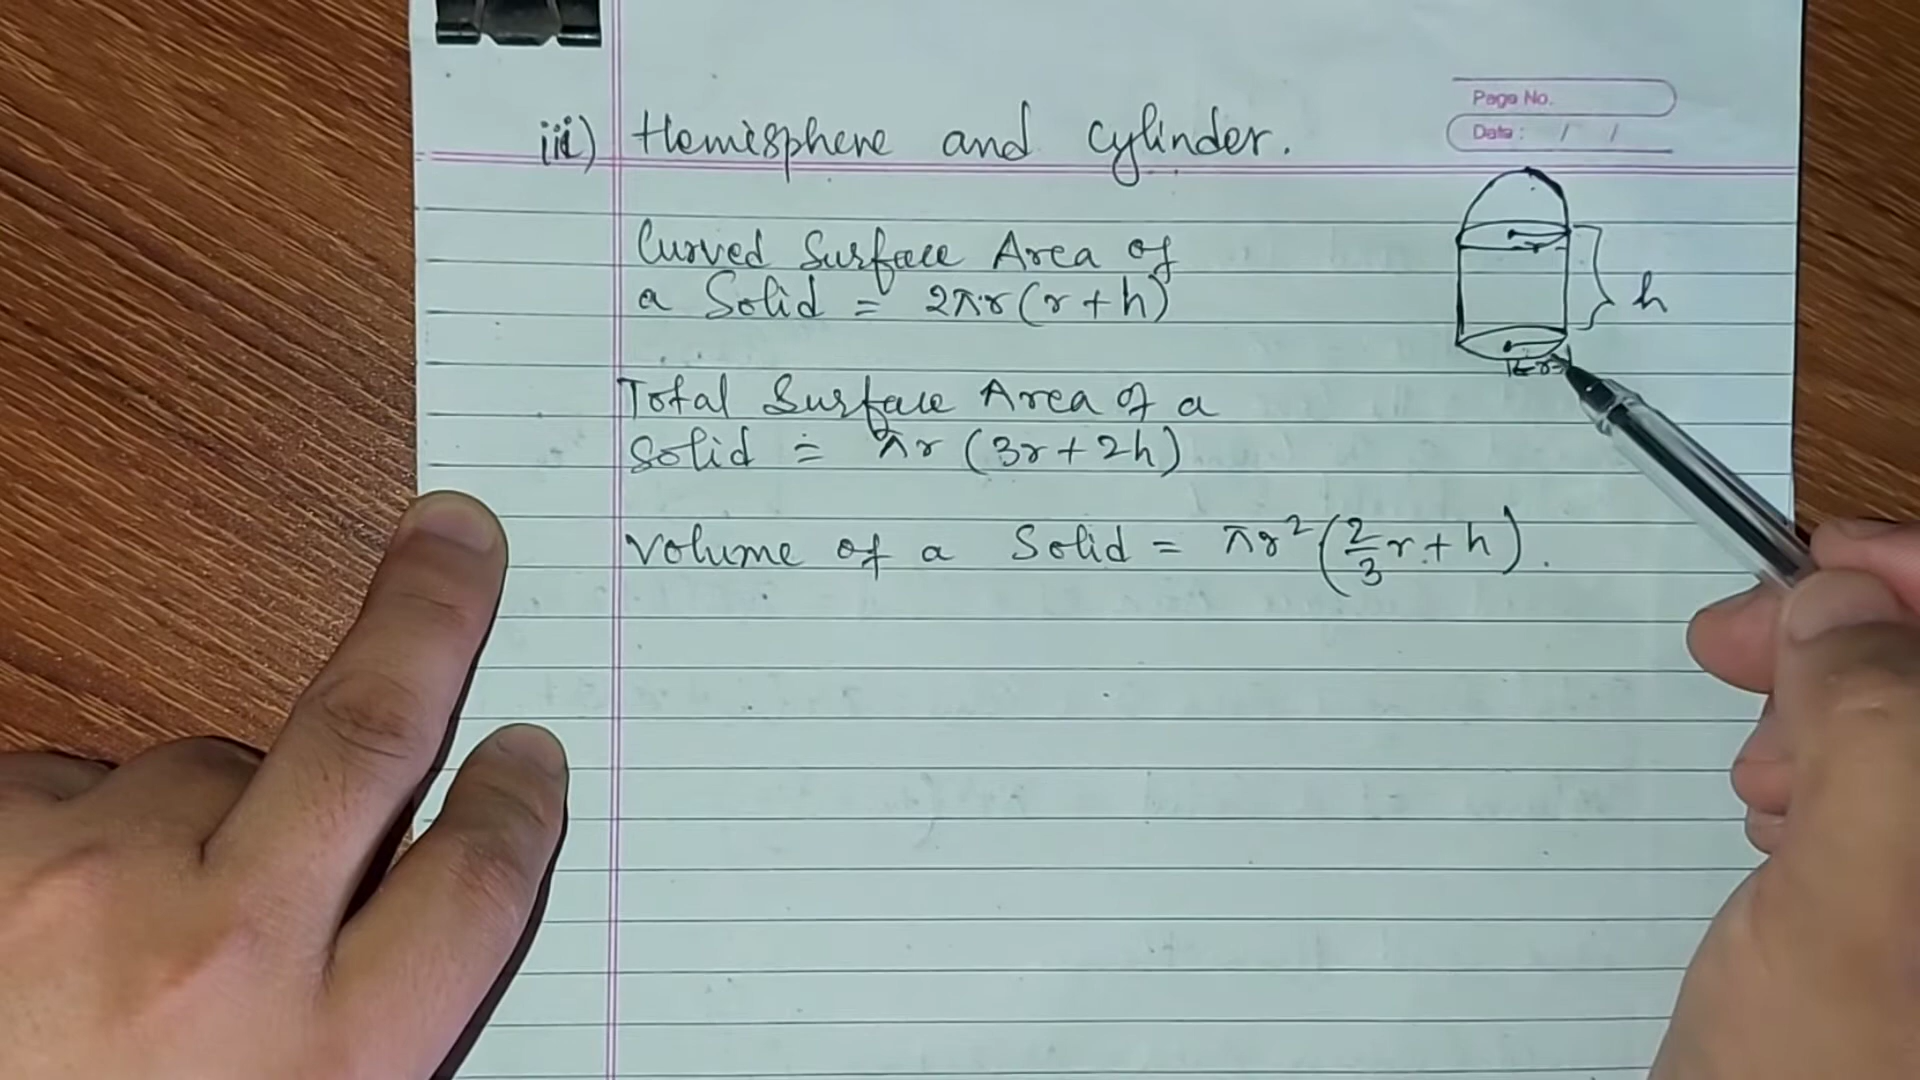 Page No.
Date : / /
iii) Hemisphere and Cylinder.
Curved Surface Area of
a Solid = 2πr(r+h)
h
r
Total Surface Area of a
Solid = πr (3r+2h)
Volume of a Solid = πr²(2/3 r+h).